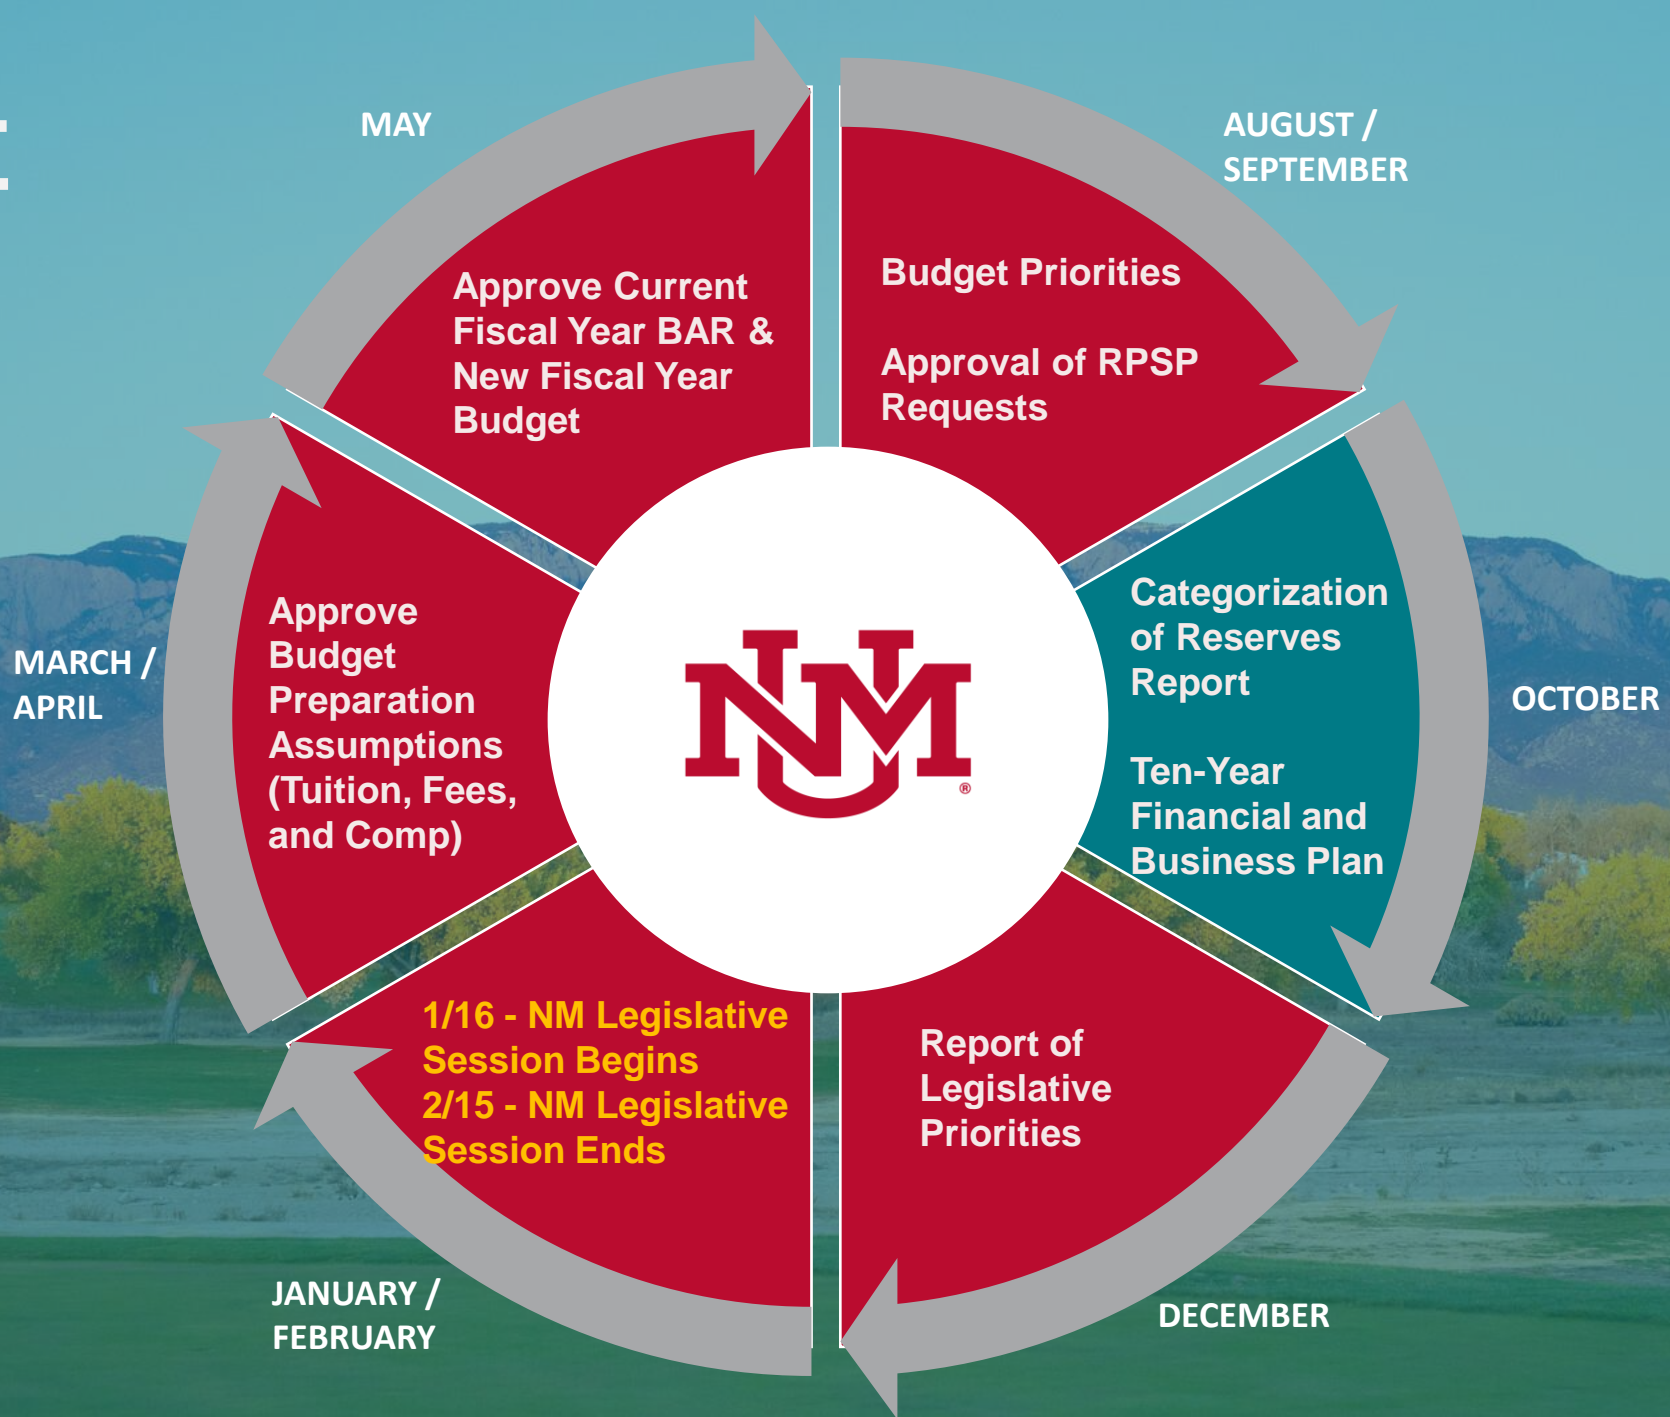 MAY
AUGUST /
SEPTEMBER
Approve Current
Fiscal Year BAR &
New Fiscal Year
Budget
Budget Priorities
Approval of RPSP
Requests
Categorization
of Reserves
Report
Ten-Year
Financial and
Business Plan
OCTOBER
Report of
Legislative
Priorities
DECEMBER
1/16 - NM Legislative
Session Begins
2/15 - NM Legislative
Session Ends
JANUARY /
FEBRUARY
Approve
Budget
Preparation
Assumptions
(Tuition, Fees,
and Comp)
MARCH /
APRIL
UNM®